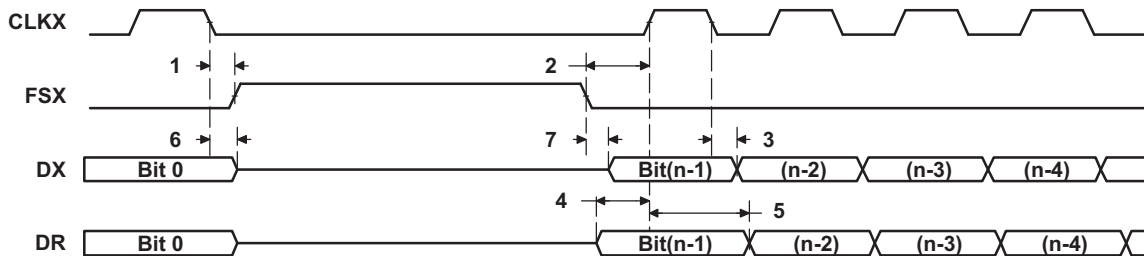 CLKX
1
2
FSX
6
7
3
DX
Bit 0
Bit(n-1)
(n-2)
(n-3)
(n-4)
4
5
DR
Bit 0
Bit(n-1)
(n-2)
(n-3)
(n-4)